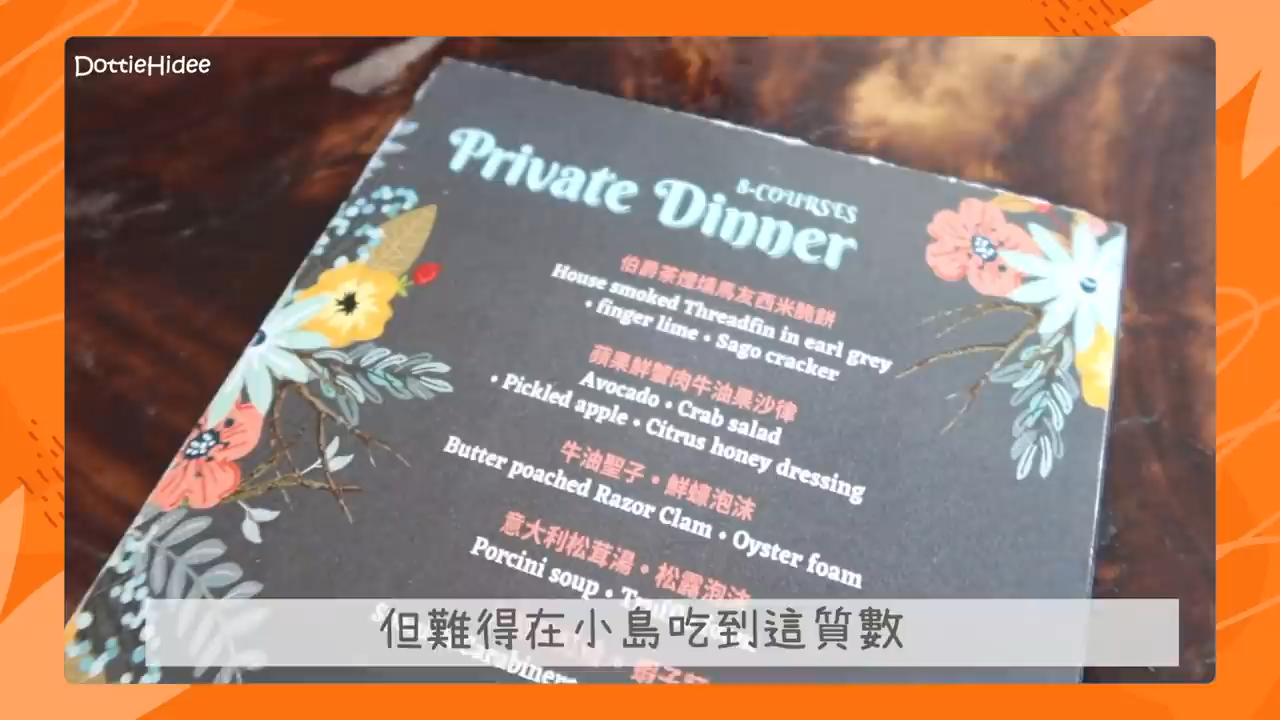 DottieHidee
Private Dinner
8-COURSES
伯爵茶煙燻馬友西米脆餅
House smoked Threadfin in earl grey
• finger lime • Sago cracker
蘋果鮮蟹肉牛油果沙律
Avocado • Crab salad
• Pickled apple • Citrus honey dressing
牛油聖子 • 鮮蠔泡沫
Butter poached Razor Clam • Oyster foam
意大利松茸湯 • 松露泡沫
Porcini soup •
但難得在小島吃到這質數